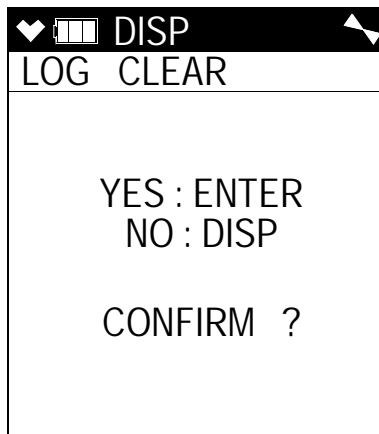 DISP
LOG CLEAR
YES : ENTER
NO : DISP
CONFIRM ?